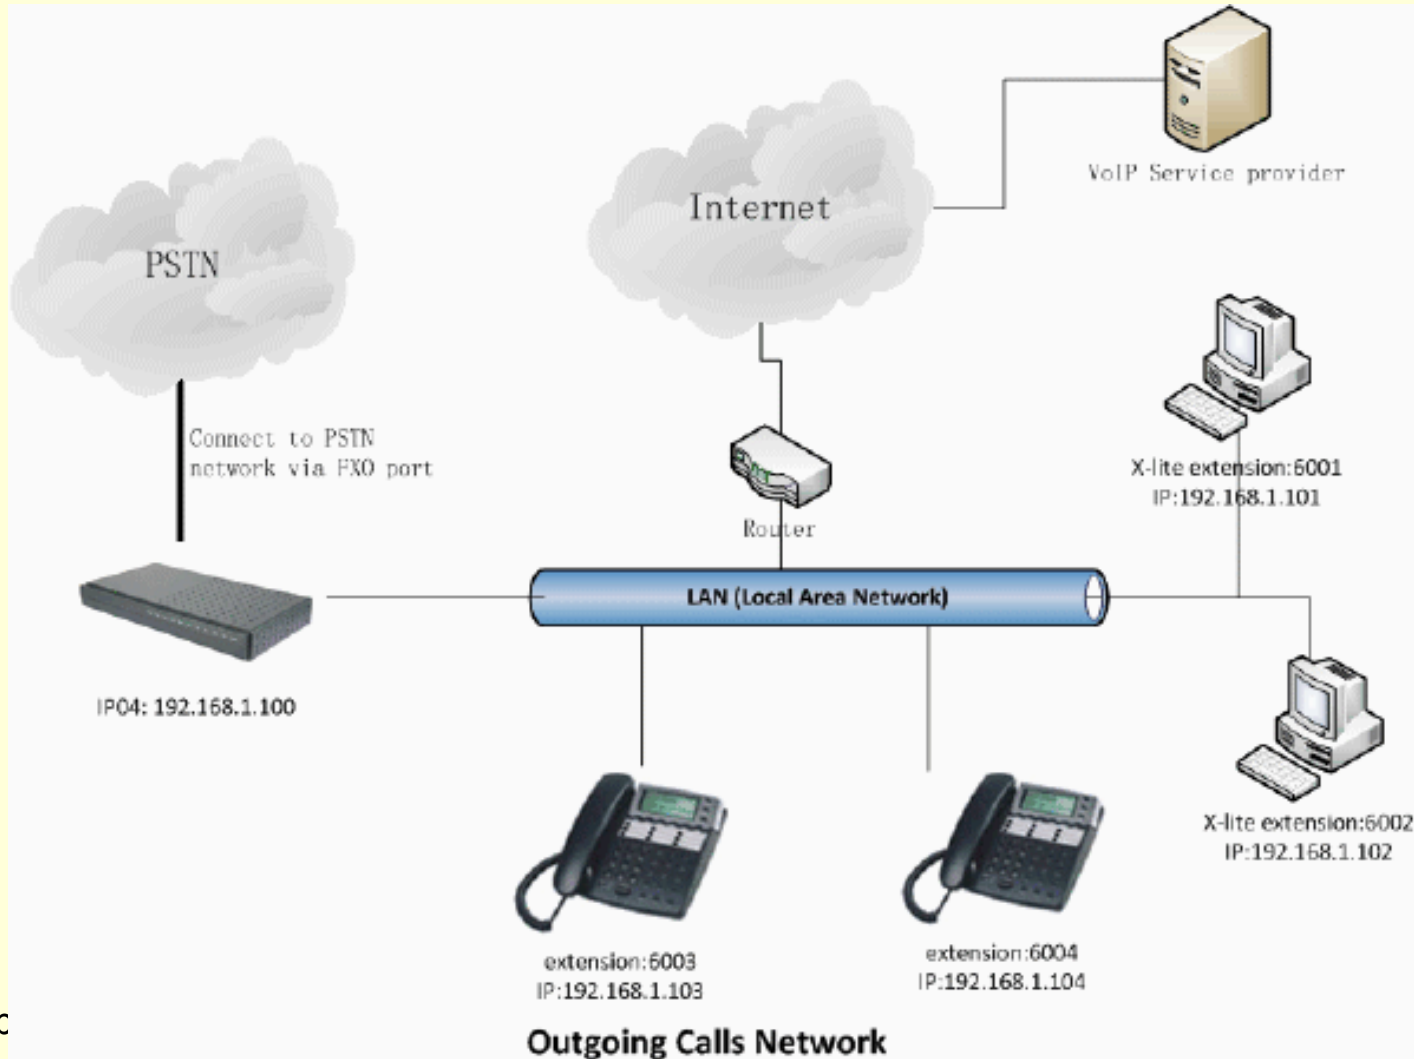 VoIP Service provider
Internet
PSTN
Connect to PSTN
network via FXO port
X-lite extension:6001
IP:192.168.1.101
Router
LAN (Local Area Network)
IP04: 192.168.1.100
X-lite extension:6002
IP:192.168.1.102
extension:6003
IP:192.168.1.103
extension:6004
IP:192.168.1.104
Outgoing Calls Network